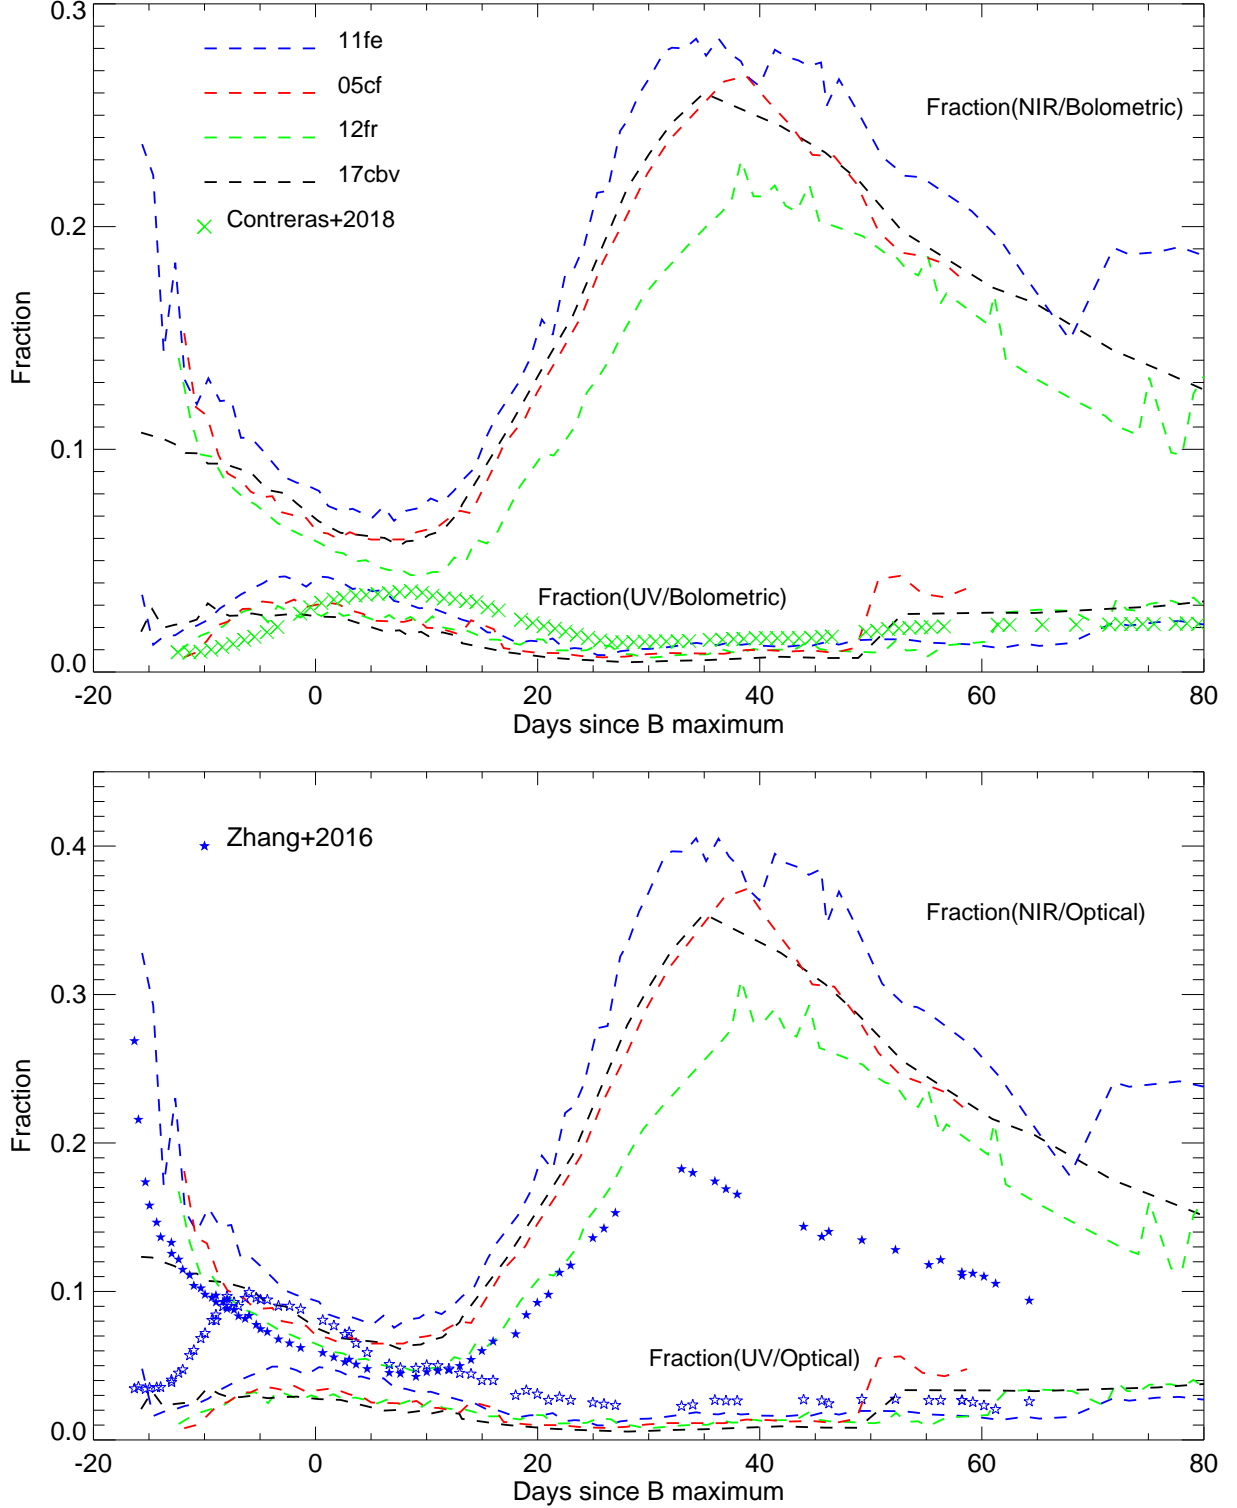 0.3
11fe
05cf
12fr
17cbv
Contreras+2018
Fraction(NIR/Bolometric)
0.2
Fraction
0.1
Fraction(UV/Bolometric)
0.0
-20 0 20 40 60 80
Days since B maximum
Zhang+2016
0.4
Fraction(NIR/Optical)
0.3
Fraction
0.2
0.1
Fraction(UV/Optical)
0.0
-20 0 20 40 60 80
Days since B maximum